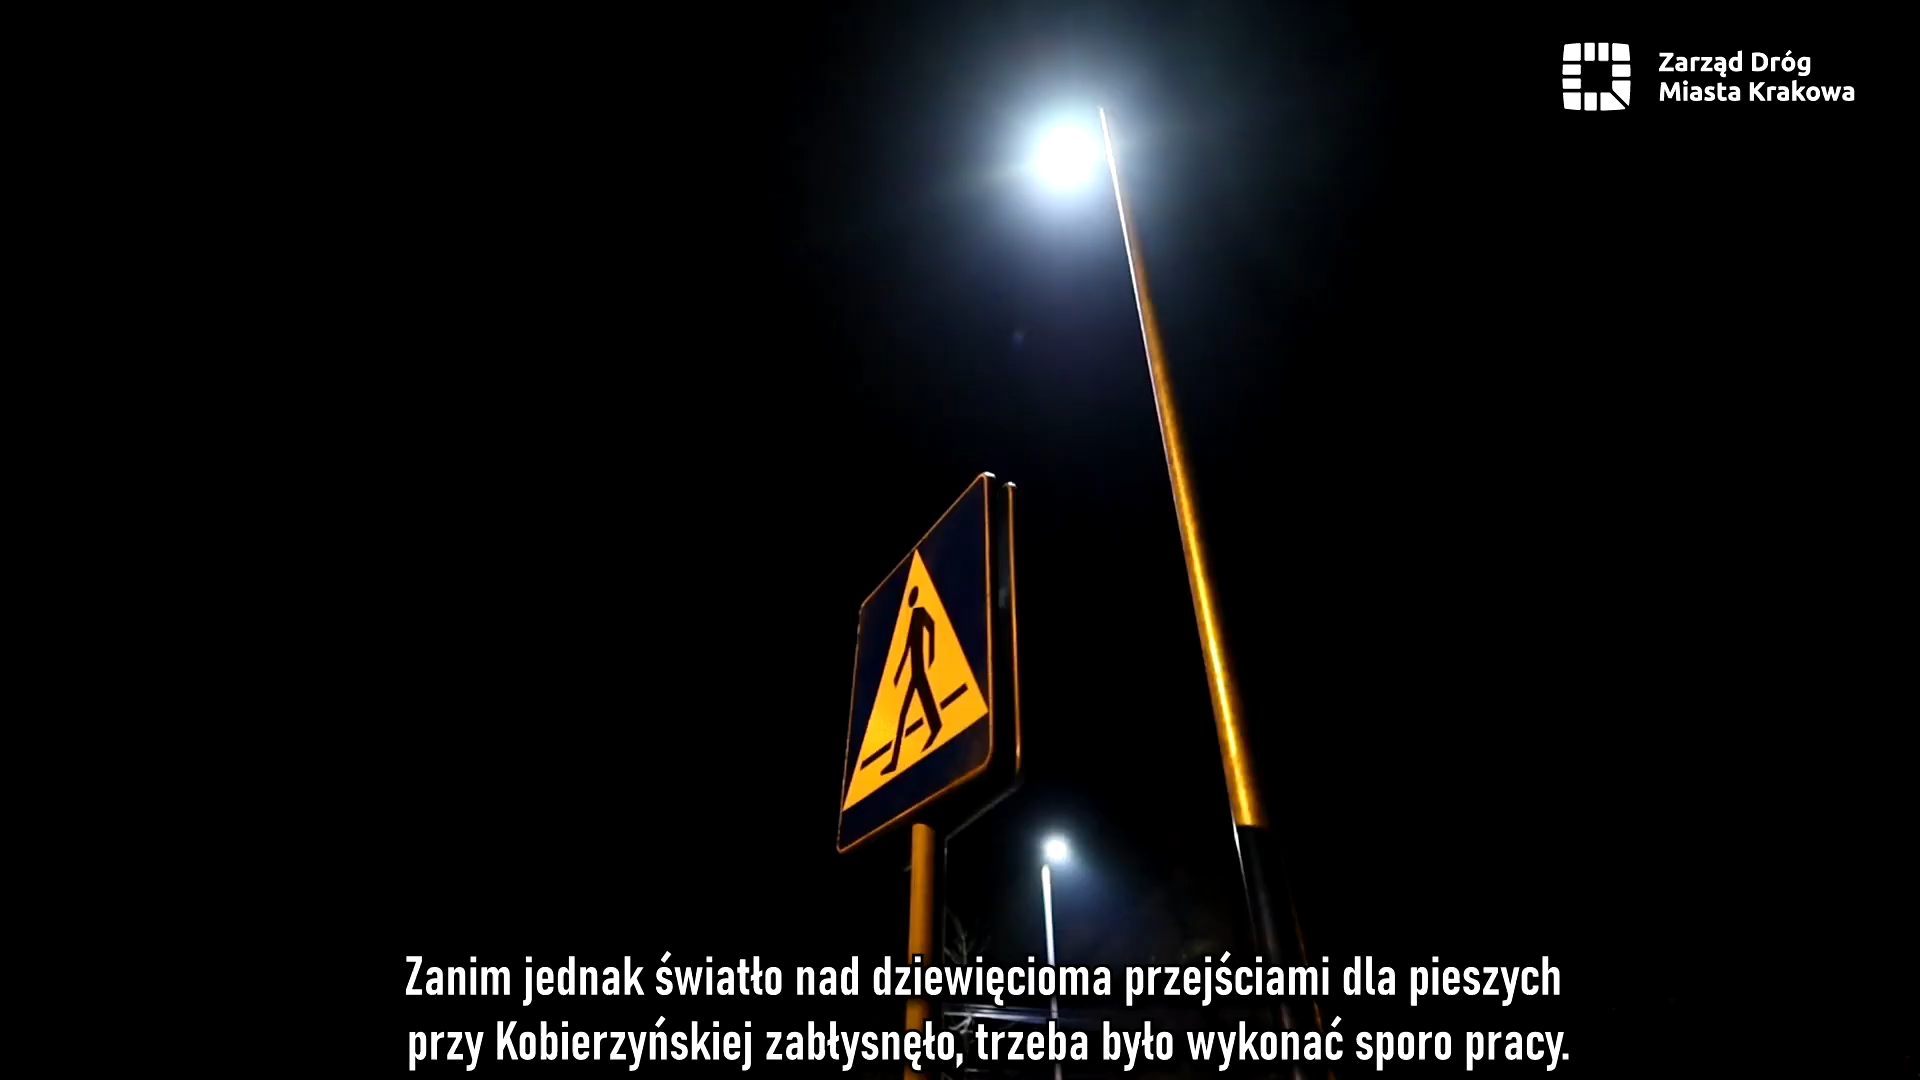 Zarząd Dróg
Miasta Krakowa
Zanim jednak światło nad dziewięcioma przejściami dla pieszych
przy Kobierzyńskiej zabłysnęło, trzeba było wykonać sporo pracy.